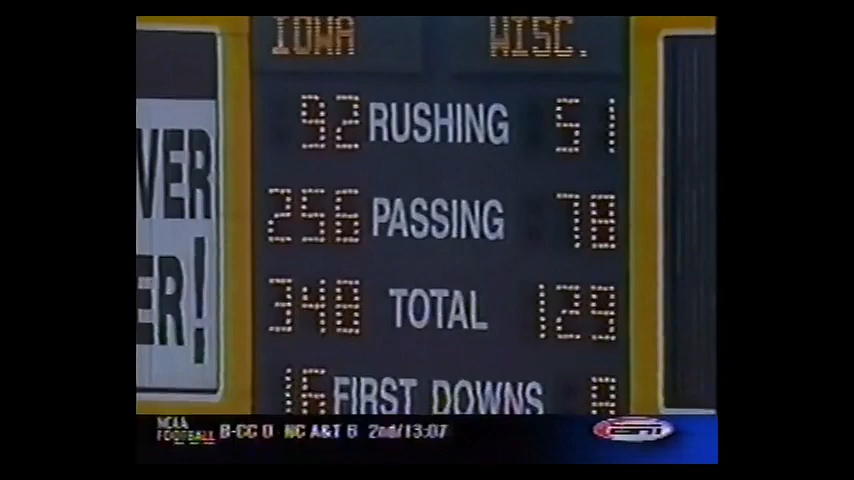 IOWA WISC.
92 RUSHING 51
VER
256 PASSING 78
ER!
348 TOTAL 129
16 FIRST DOWNS 8
NCAA FOOTBALL B-CC 0 NC A&T 6 2nd/13:07 ESPN